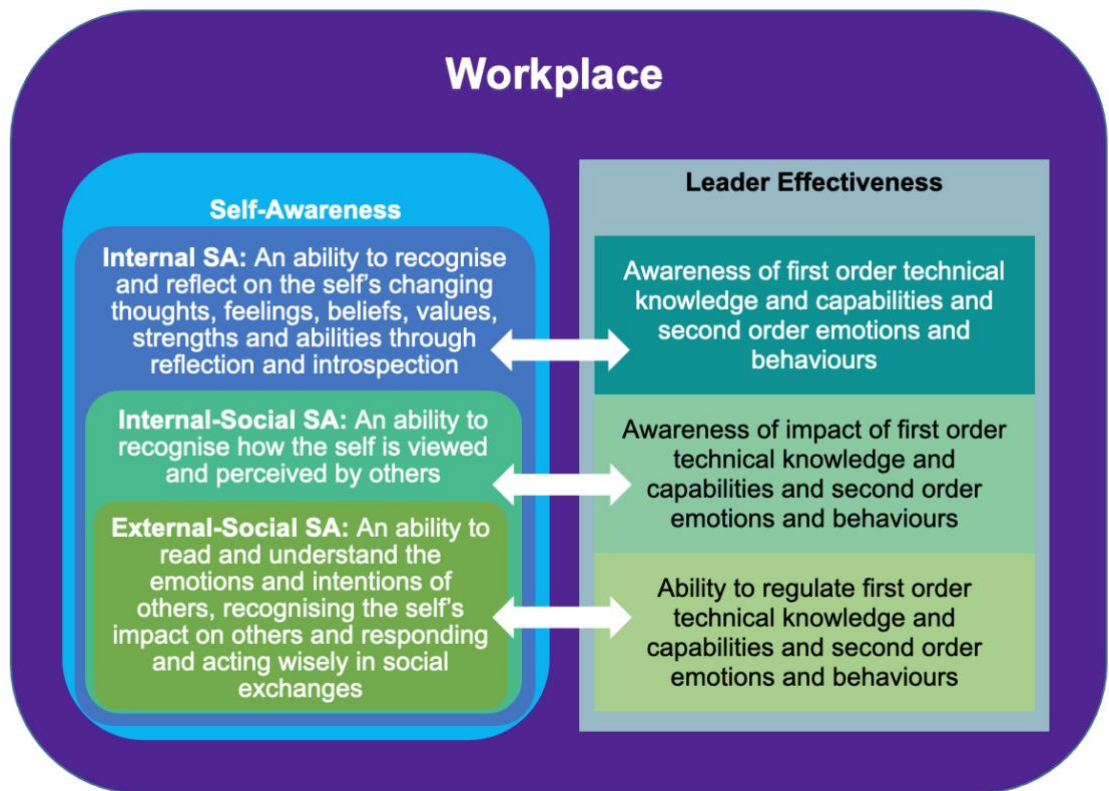 Workplace
Self-Awareness
Internal SA: An ability to recognise
and reflect on the self's changing
thoughts, feelings, beliefs, values,
strengths and abilities through
reflection and introspection
Internal-Social SA: An ability to
recognise how the self is viewed
and perceived by others
External-Social SA: An ability to
read and understand the
emotions and intentions of
others, recognising the self's
impact on others and responding
and acting wisely in social
exchanges
Leader Effectiveness
Awareness of first order technical
knowledge and capabilities and
second order emotions and
behaviours
Awareness of impact of first order
technical knowledge and
capabilities and second order
emotions and behaviours
Ability to regulate first order
technical knowledge and
capabilities and second order
emotions and behaviours